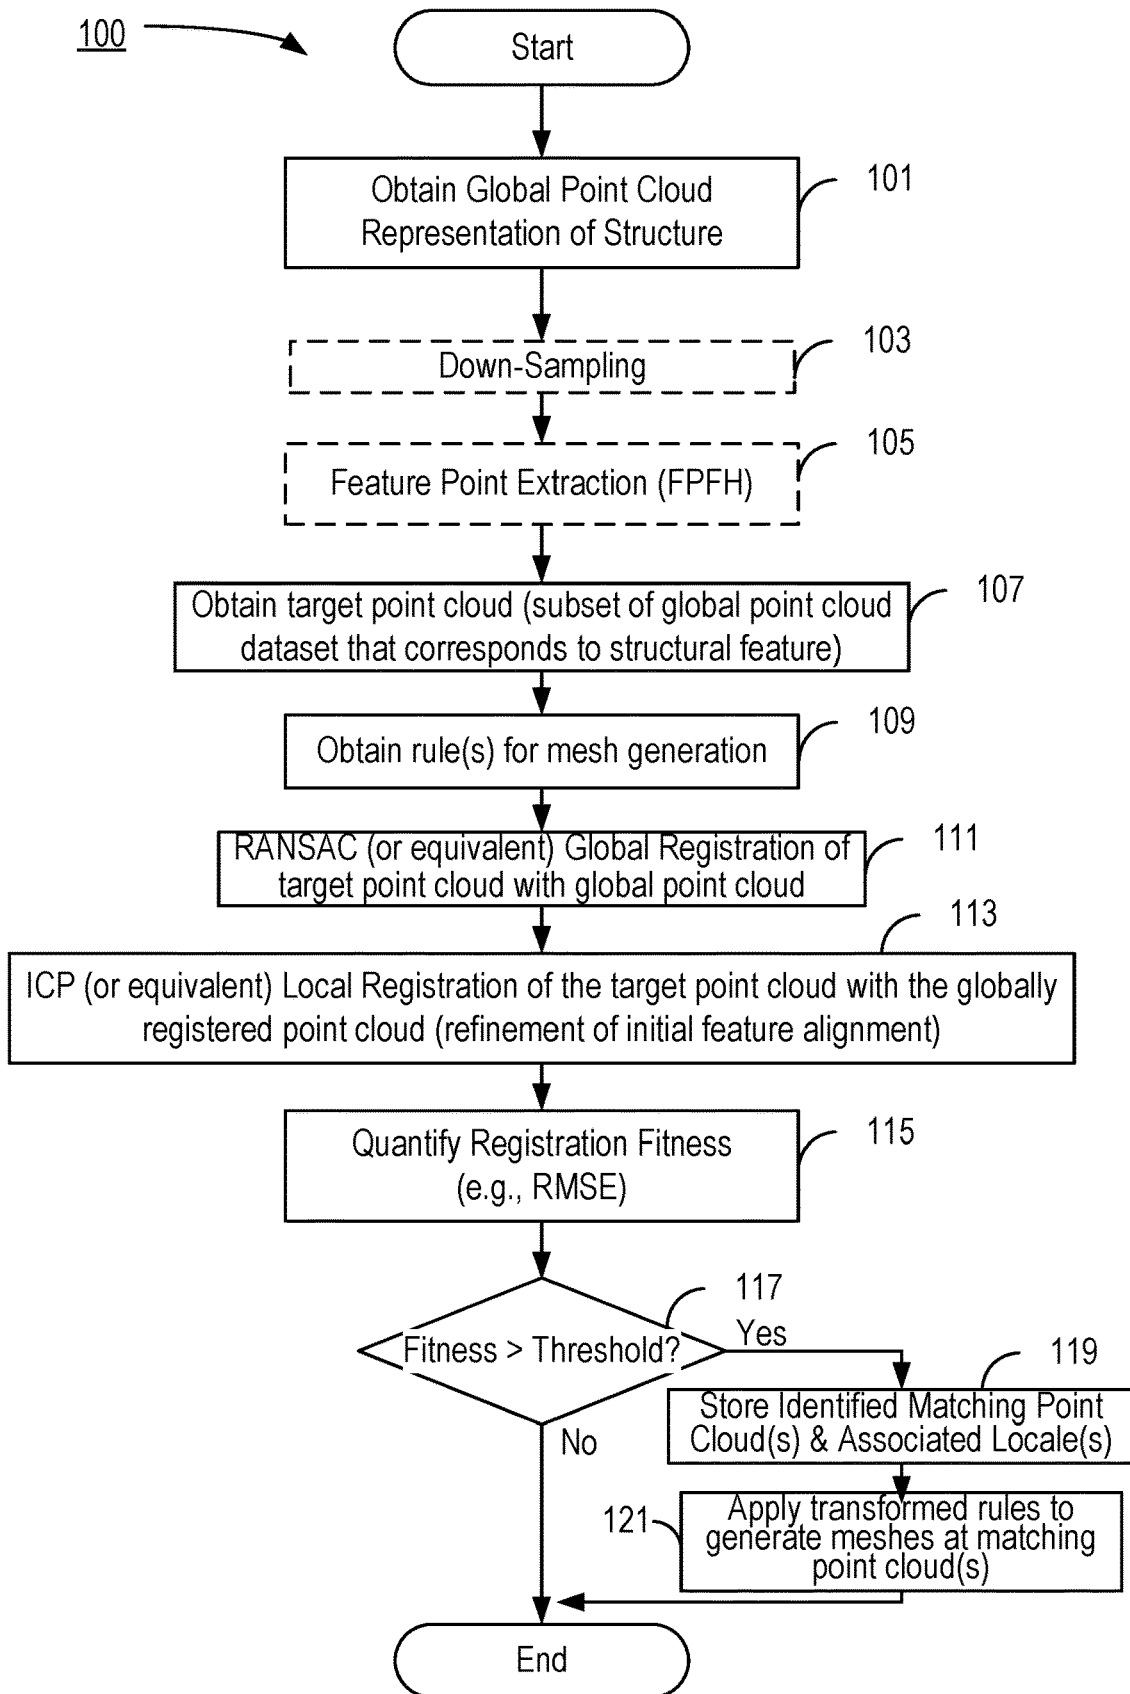 100
Start
101
Obtain Global Point Cloud
Representation of Structure
103
Down-Sampling
105
Feature Point Extraction (FPFH)
107
Obtain target point cloud (subset of global point cloud
dataset that corresponds to structural feature)
109
Obtain rule(s) for mesh generation
111
RANSAC (or equivalent) Global Registration of
target point cloud with global point cloud
113
ICP (or equivalent) Local Registration of the target point cloud with the globally
registered point cloud (refinement of initial feature alignment)
115
Quantify Registration Fitness
(e.g., RMSE)
117
Fitness > Threshold?
Yes
119
Store Identified Matching Point
Cloud(s) & Associated Locale(s)
No
121
Apply transformed rules to
generate meshes at matching
point cloud(s)
End